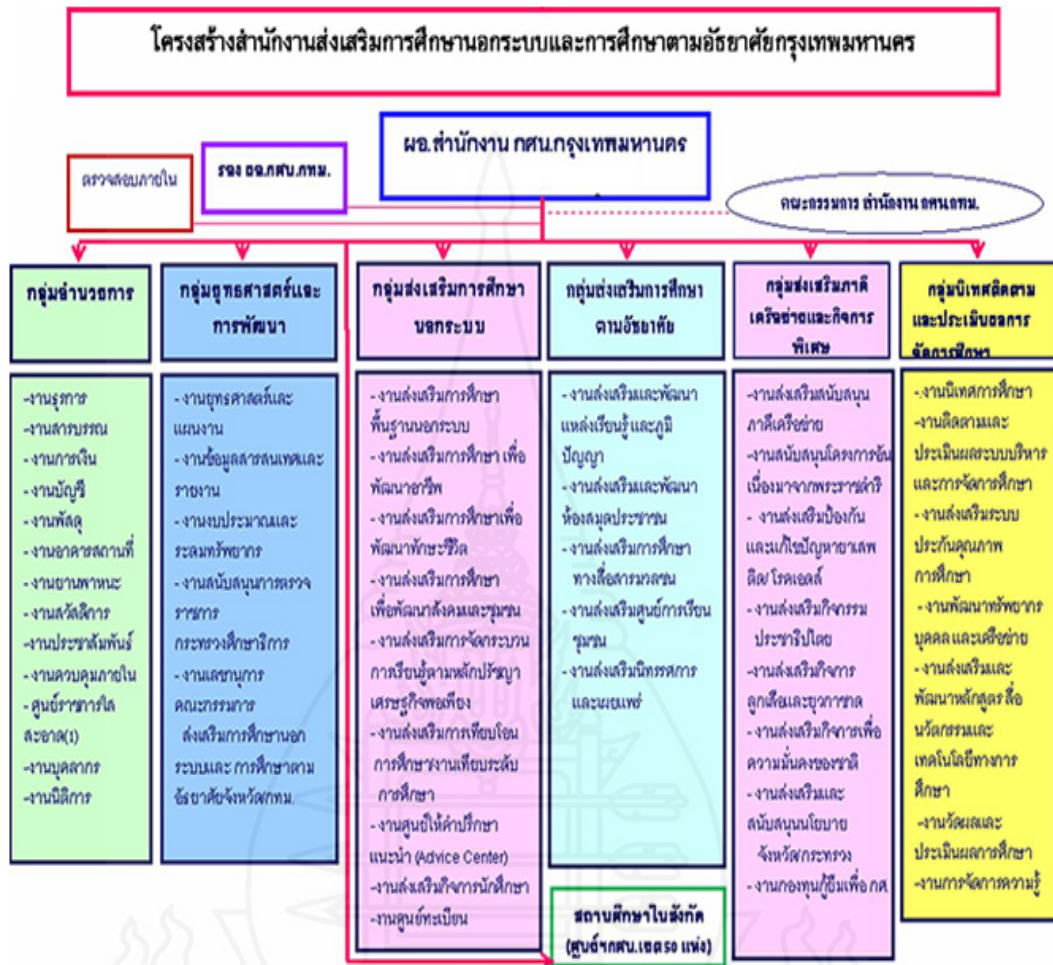 โครงสร้างสำนักงานส่งเสริมการศึกษานอกระบบและการศึกษาตามอัธยาศัยกรุงเทพมหานคร
ผอ.สำนักงาน กศน.กรุงเทพมหานคร
ตรวจสอบภายใน
รอง ผอ.กศน.กทม.
คณะกรรมการ สำนักงาน กศน.กทม.
กลุ่มอำนวยการ
-งานธุรการ
-งานสารบรรณ
-งานการเงิน
-งานบัญชี
-งานพัสดุ
-งานอาคารสถานที่
-งานยานพาหนะ
-งานสวัสดิการ
-งานประชาสัมพันธ์
-งานควบคุมภายใน
-ศูนย์ราชการใส
สะอาด(1)
-งานบุคลากร
-งานนิติการ
กลุ่มยุทธศาสตร์และ
การพัฒนา
- งานยุทธศาสตร์และ
แผนงาน
-งานข้อมูลสารสนเทศและ
รายงาน
-งานงบประมาณและ
ระดมทรัพยากร
-งานสนับสนุนการตรวจ
ราชการ
กระทรวงศึกษาธิการ
-งานเลขานุการ
คณะกรรมการ
ส่งเสริมการศึกษานอก
ระบบและ การศึกษาตาม
อัธยาศัยจังหวัด/กทม.
กลุ่มส่งเสริมการศึกษา
นอกระบบ
- งานส่งเสริมการศึกษา
พื้นฐานนอกระบบ
-งานส่งเสริมการศึกษา เพื่อ
พัฒนาอาชีพ
-งานส่งเสริมการศึกษาเพื่อ
พัฒนาทักษะชีวิต
-งานส่งเสริมการศึกษา
เพื่อพัฒนาสังคมและชุมชน
-งานส่งเสริมการจัดกระบวน
การเรียนรู้ตามหลักปรัชญา
เศรษฐกิจพอเพียง
-งานส่งเสริมการเทียบโอน
การศึกษา/งานเทียบระดับ
การศึกษา
-งานศูนย์ให้คำปรึกษา
แนะนำ (Advice Center)
-งานส่งเสริมกิจการนักศึกษา
-งานศูนย์ทะเบียน
กลุ่มส่งเสริมการศึกษา
ตามอัธยาศัย
-งานส่งเสริมและพัฒนา
แหล่งเรียนรู้ และภูมิ
ปัญญา
-งานส่งเสริมและพัฒนา
ห้องสมุดประชาชน
-งานส่งเสริมการศึกษา
ทางสื่อสารมวลชน
-งานส่งเสริมศูนย์การเรียน
ชุมชน
-งานส่งเสริมนิทรรศการ
และเผยแพร่
สถานศึกษาในสังกัด
(ศูนย์ฯกศน.เขต 50 แห่ง)
กลุ่มส่งเสริมภาคี
เครือข่ายและกิจการ
พิเศษ
-งานส่งเสริมสนับสนุน
ภาคีเครือข่าย
-งานสนับสนุนโครงการอัน
เนื่องมาจากพระราชดำริ
- งานส่งเสริมป้องกัน
และแก้ไขปัญหายาเสพ
ติด/โรคเอดส์
-งานส่งเสริมกิจกรรม
ประชาธิปไตย
-งานส่งเสริมกิจการ
ลูกเสือและยุวกาชาด
-งานส่งเสริมกิจการเพื่อ
ความมั่นคงของชาติ
-งานส่งเสริมและ
สนับสนุนนโยบาย
จังหวัด/กระทรวง
-งานกองทุนกู้ยืมเพื่อ กศ
กลุ่มนิเทศติดตาม
และประเมินผลการ
จัดการศึกษา
-งานนิเทศการศึกษา
-งานติดตามและ
ประเมินผลระบบบริหาร
และการจัดการศึกษา
-งานส่งเสริมระบบ
ประกันคุณภาพ
การศึกษา
-งานพัฒนาทรัพยากร
บุคคล และเครือข่าย
-งานส่งเสริมและ
พัฒนาหลักสูตร สื่อ
นวัตกรรมและ
เทคโนโลยีทางการ
ศึกษา
-งานวัดผลและ
ประเมินผลการศึกษา
-งานการจัดการความรู้